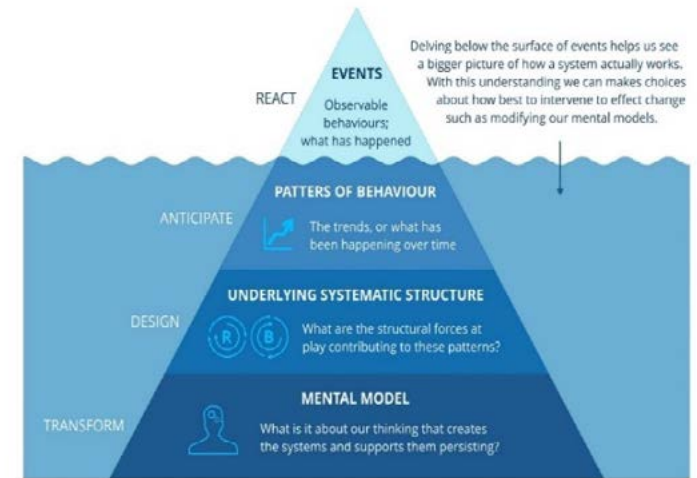 Delving below the surface of events helps us see
a bigger picture of how a system actually works.
With this understanding we can makes choices
about how best to intervene to effect change
such as modifying our mental models.
EVENTS
REACT
Observable
behaviours;
what has happened
PATTERS OF BEHAVIOUR
ANTICIPATE
The trends, or what has
been happening over time
UNDERLYING SYSTEMATIC STRUCTURE
DESIGN
R B
What are the structural forces at
play contributing to these patterns?
MENTAL MODEL
TRANSFORM
What is it about our thinking that creates
the systems and supports them persisting?